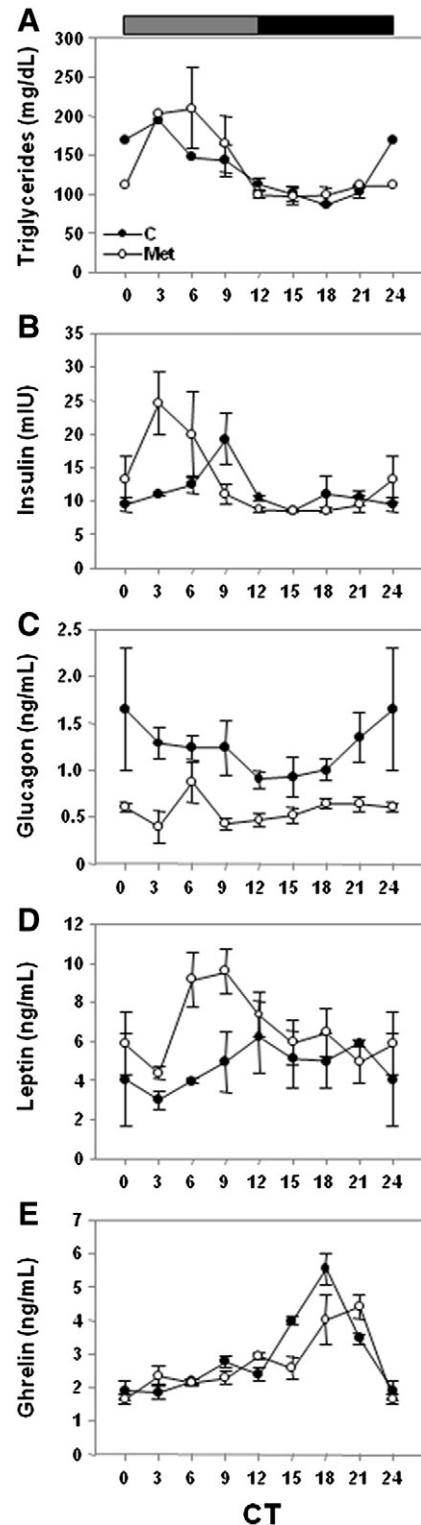 A
Triglycerides (mg/dL)
300
250
200
150
100
50
0
C
Met
0 3 6 9 12 15 18 21 24
B
Insulin (mIU)
35
30
25
20
15
10
5
0
0 3 6 9 12 15 18 21 24
C
Glucagon (ng/mL)
2.5
2.0
1.5
1.0
0.5
0
0 3 6 9 12 15 18 21 24
D
Leptin (ng/mL)
12
10
8
6
4
2
0
0 3 6 9 12 15 18 21 24
E
Ghrelin (ng/mL)
7
6
5
4
3
2
1
0
0 3 6 9 12 15 18 21 24
CT